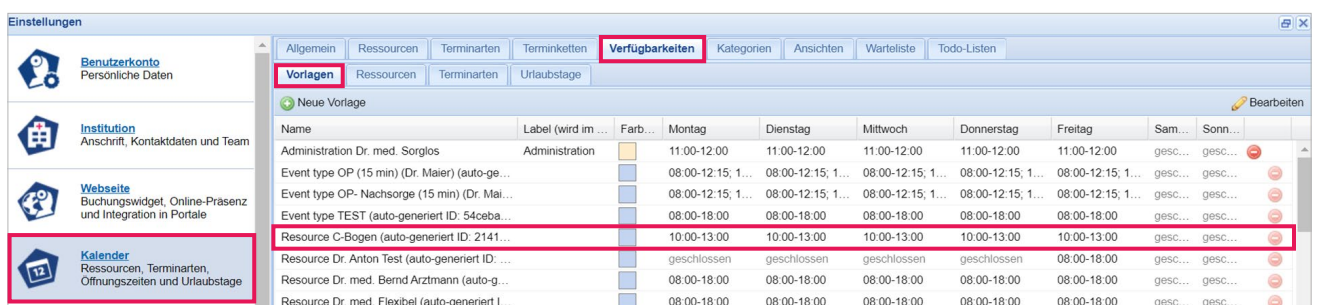 Einstellungen
Benutzerkonto
Persönliche Daten
Institution
Anschrift, Kontaktdaten und Team
Webseite
Buchungswidget, Online-Präsenz
und Integration in Portale
12
Kalender
Ressourcen, Terminarten,
Öffnungszeiten und Urlaubstage
Allgemein Ressourcen Terminarten Terminketten Verfügbarkeiten Kategorien Ansichten Warteliste Todo-Listen
Vorlagen Ressourcen Terminarten Urlaubstage
Neue Vorlage Bearbeiten
Name Label (wird im ... Farb... Montag Dienstag Mittwoch Donnerstag Freitag Sam... Sonn...
Administration Dr. med. Sorglos Administration 11:00-12:00 11:00-12:00 11:00-12:00 11:00-12:00 11:00-12:00 gesc... gesc...
Event type OP (15 min) (Dr. Maier) (auto-ge... 08:00-12:15; 1... 08:00-12:15; 1... 08:00-12:15; 1... 08:00-12:15; 1... 08:00-12:15; 1... gesc... gesc...
Event type OP- Nachsorge (15 min) (Dr. Mai... 08:00-12:15; 1... 08:00-12:15; 1... 08:00-12:15; 1... 08:00-12:15; 1... 08:00-12:15; 1... gesc... gesc...
Event type TEST (auto-generiert ID: 54ceba... 08:00-18:00 08:00-18:00 08:00-18:00 08:00-18:00 08:00-18:00 gesc... gesc...
Resource C-Bogen (auto-generiert ID: 2141... 10:00-13:00 10:00-13:00 10:00-13:00 10:00-13:00 10:00-13:00 gesc... gesc...
Resource Dr. Anton Test (auto-generiert ID: ... geschlossen geschlossen geschlossen geschlossen 08:00-18:00 gesc... gesc...
Resource Dr. med. Bernd Arztmann (auto-g... 08:00-18:00 08:00-18:00 08:00-18:00 08:00-18:00 08:00-18:00 gesc... gesc...
Resource Dr. med. Flexibel (auto-generiert I... 08:00-18:00 08:00-18:00 08:00-18:00 08:00-18:00 08:00-18:00 gesc... gesc...